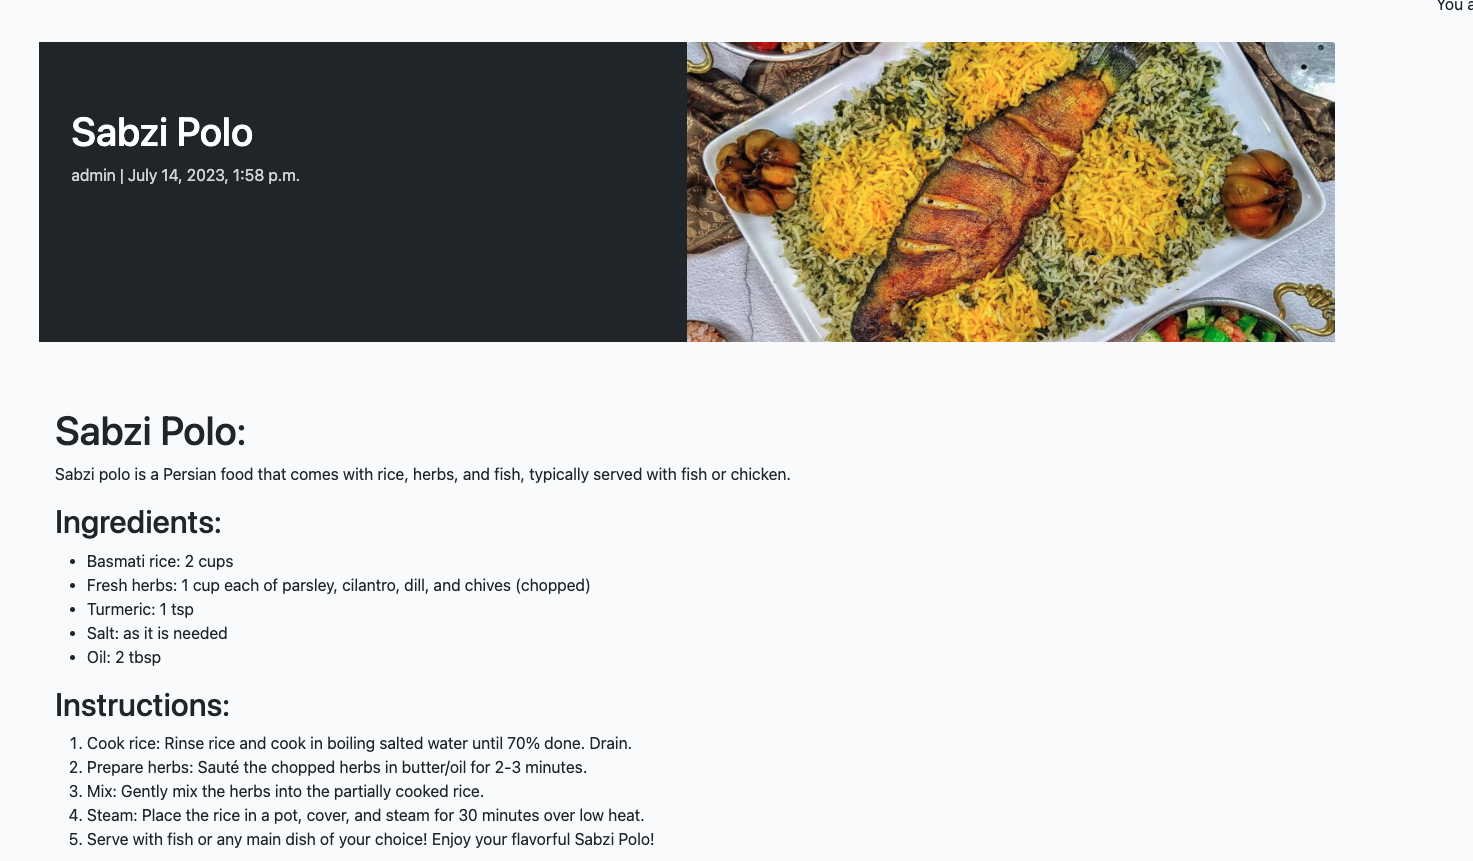 You a
Sabzi Polo
admin | July 14, 2023, 1:58 p.m.
Sabzi Polo:
Sabzi polo is a Persian food that comes with rice, herbs, and fish, typically served with fish or chicken.
Ingredients:
• Basmati rice: 2 cups
• Fresh herbs: 1 cup each of parsley, cilantro, dill, and chives (chopped)
• Turmeric: 1 tsp
• Salt: as it is needed
• Oil: 2 tbsp
Instructions:
1. Cook rice: Rinse rice and cook in boiling salted water until 70% done. Drain.
2. Prepare herbs: Sauté the chopped herbs in butter/oil for 2-3 minutes.
3. Mix: Gently mix the herbs into the partially cooked rice.
4. Steam: Place the rice in a pot, cover, and steam for 30 minutes over low heat.
5. Serve with fish or any main dish of your choice! Enjoy your flavorful Sabzi Polo!